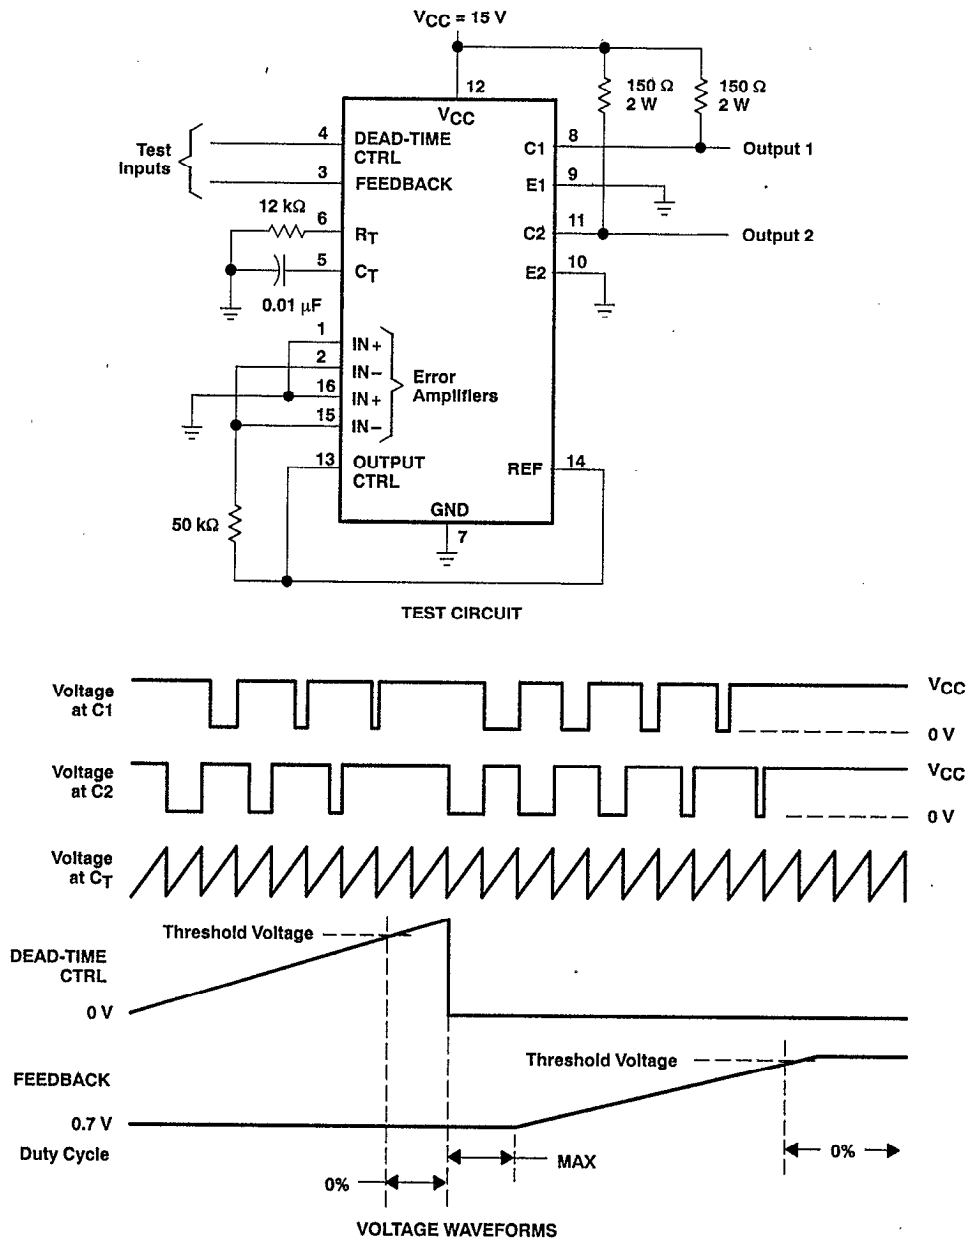 VCC = 15 V
12
VCC
150 Ω
2 W
150 Ω
2 W
Test
Inputs
4
DEAD-TIME
CTRL
3
FEEDBACK
12 kΩ
6
RT
5
CT
0.01 μF
1
IN+
2
IN−
16
IN+
15
IN−
Error
Amplifiers
13
OUTPUT
CTRL
50 kΩ
C1
8
Output 1
E1
9
C2
11
Output 2
E2
10
REF
14
GND
7
TEST CIRCUIT
Voltage
at C1
VCC
0 V
Voltage
at C2
VCC
0 V
Voltage
at CT
Threshold Voltage
DEAD-TIME
CTRL
0 V
Threshold Voltage
FEEDBACK
0.7 V
Duty Cycle
0%
MAX
0%
VOLTAGE WAVEFORMS